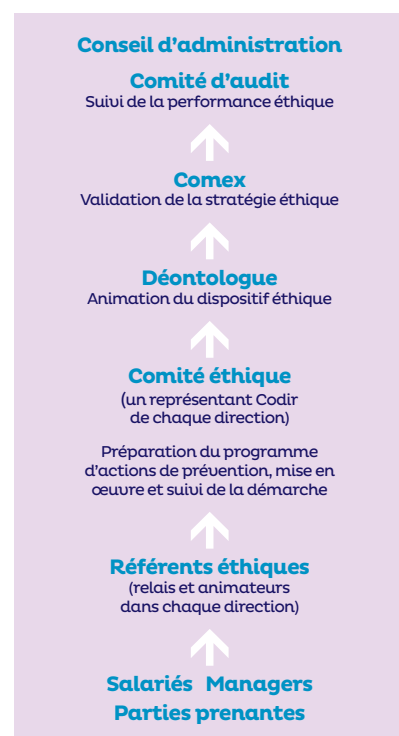 Conseil d'administration
Comité d'audit
Suivi de la performance éthique
Comex
Validation de la stratégie éthique
Déontologue
Animation du dispositif éthique
Comité éthique
(un représentant Codir
de chaque direction)
Préparation du programme
d'actions de prévention, mise en
œuvre et suivi de la démarche
Référents éthiques
(relais et animateurs
dans chaque direction)
Salariés Managers
Parties prenantes